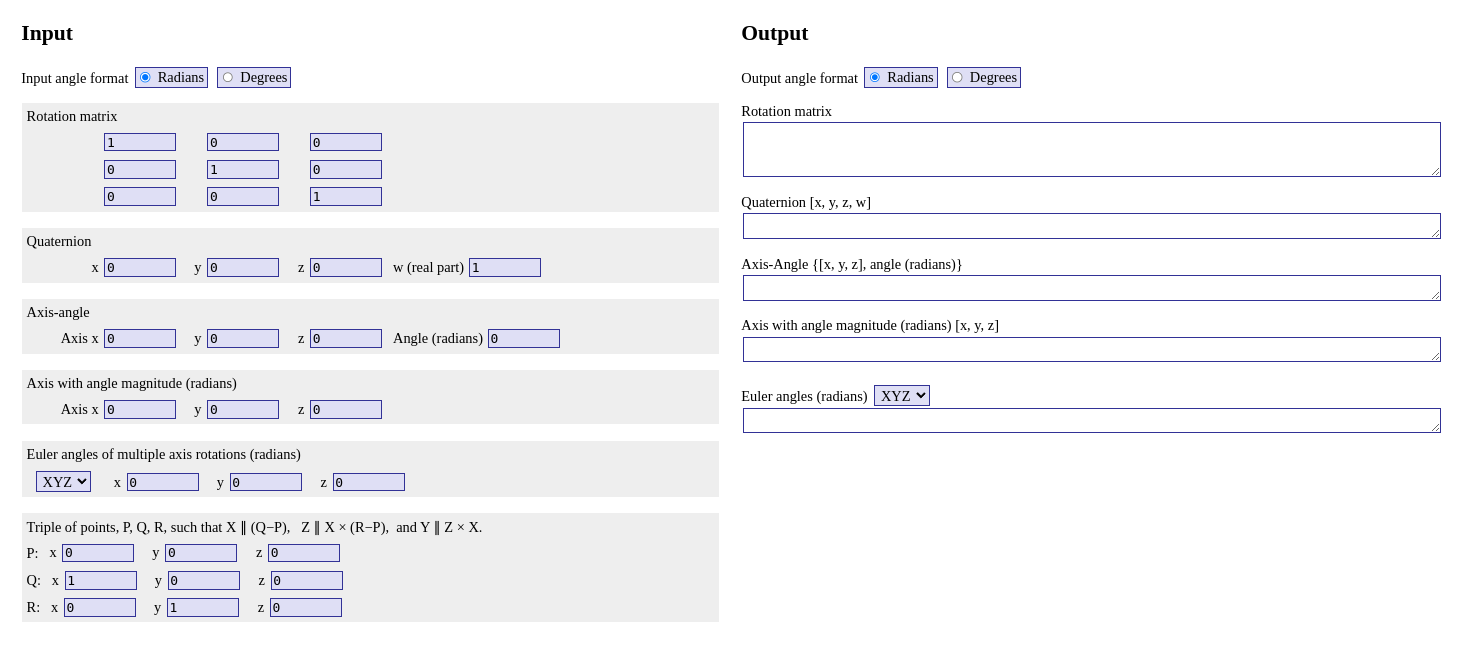 Input
Input angle format Radians Degrees
Rotation matrix
1 0 0
0 1 0
0 0 1
Quaternion
x 0 y 0 z 0 w (real part) 1
Axis-angle
Axis x 0 y 0 z 0 Angle (radians) 0
Axis with angle magnitude (radians)
Axis x 0 y 0 z 0
Euler angles of multiple axis rotations (radians)
XYZ x 0 y 0 z 0
Triple of points, P, Q, R, such that X ∥ (Q−P), Z ∥ X × (R−P), and Y ∥ Z × X.
P: x 0 y 0 z 0
Q: x 1 y 0 z 0
R: x 0 y 1 z 0
Output
Output angle format Radians Degrees
Rotation matrix
Quaternion [x, y, z, w]
Axis-Angle {[x, y, z], angle (radians)}
Axis with angle magnitude (radians) [x, y, z]
Euler angles (radians) XYZ